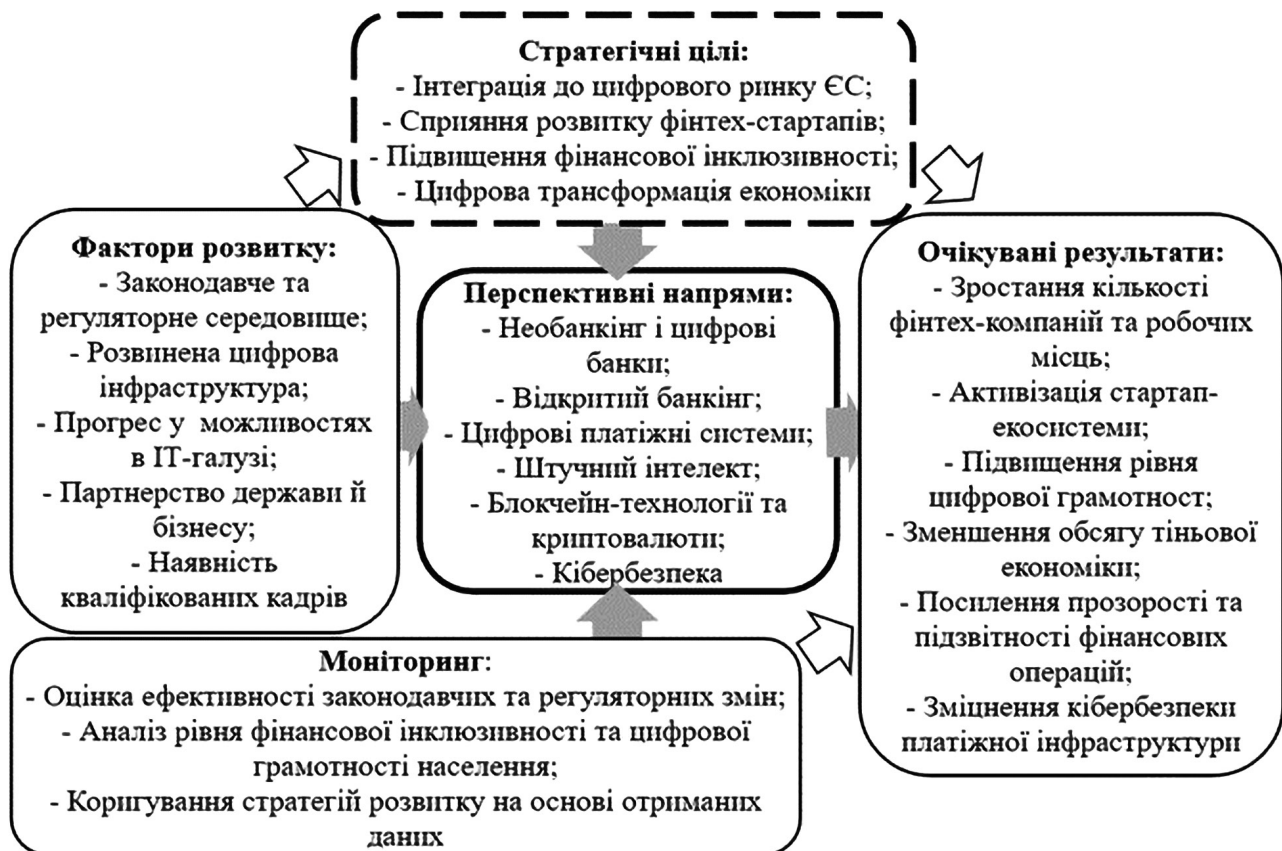 Стратегічні цілі:
- Інтеграція до цифрового ринку ЄС;
- Сприяння розвитку фінтех-стартапів;
- Підвищення фінансової інклюзивності;
- Цифрова трансформація економіки
Фактори розвитку:
- Законодавче та
регуляторне середовище;
- Розвинена цифрова
інфраструктура;
- Прогрес у можливостях
в ІТ-галузі;
- Партнерство держави й
бізнесу;
- Наявність
кваліфікованих кадрів
Перспективні напрями:
- Необанкінг і цифрові
банки;
- Відкритий банкінг;
- Цифрові платіжні системи;
- Штучний інтелект;
- Блокчейн-технології та
криптовалюти;
- Кібербезпека
Очікувані результати:
- Зростання кількості
фінтех-компаній та робочих
місць;
- Активізація стартап-
екосистеми;
- Підвищення рівня
цифрової грамотност;
- Зменшення обсягу тіньової
економіки;
- Посилення прозорості та
підзвітності фінансових
операцій;
- Зміцнення кібербезпеки
платіжної інфраструктури
Моніторинг:
- Оцінка ефективності законодавчих та регуляторних змін;
- Аналіз рівня фінансової інклюзивності та цифрової
грамотності населення;
- Коригування стратегій розвитку на основі отриманих
даних